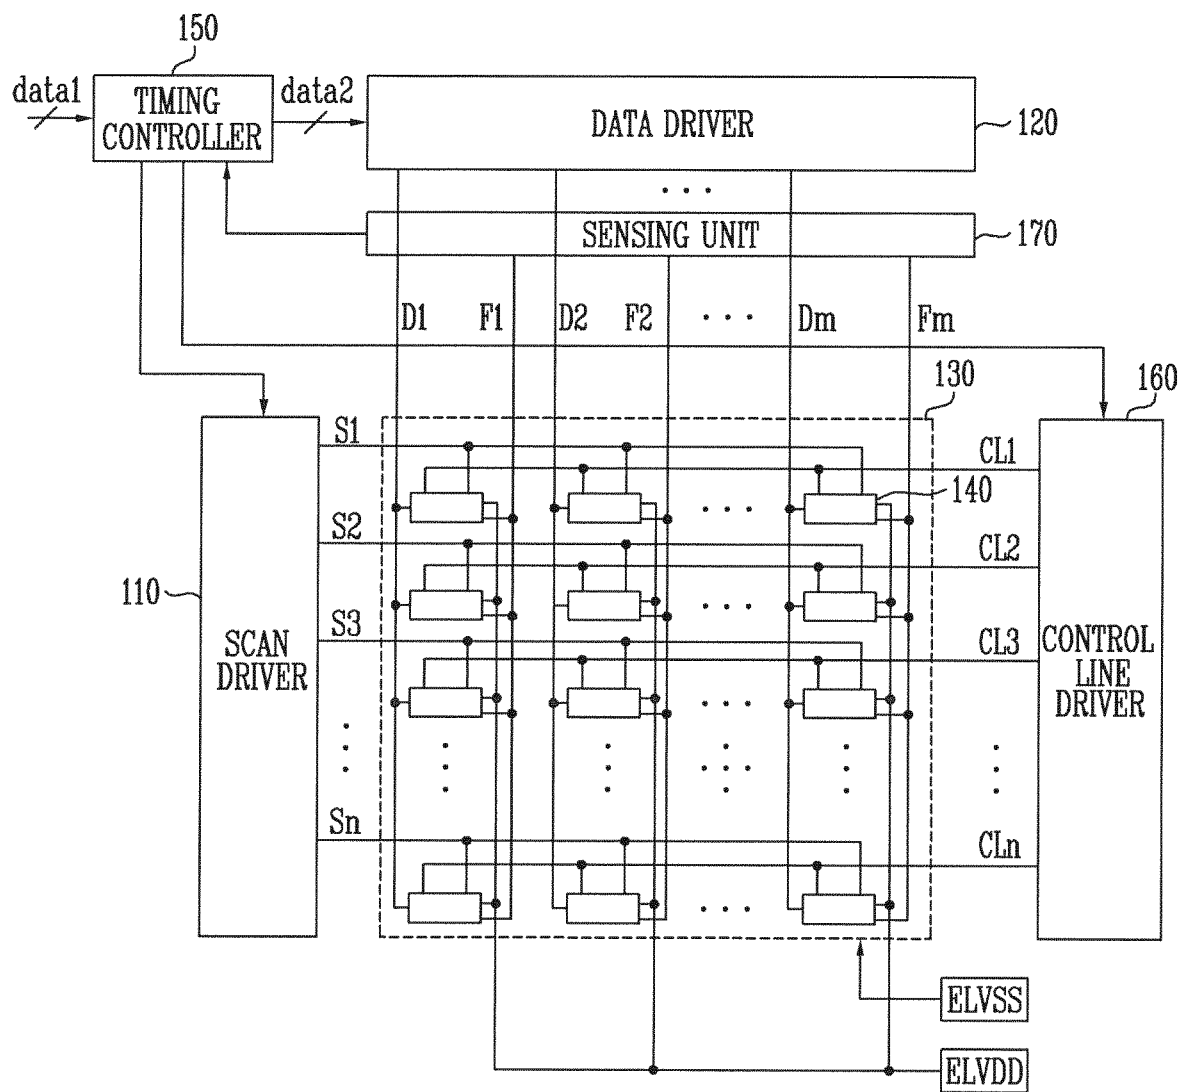 150
data1
TIMING
CONTROLLER
data2
DATA DRIVER
120
SENSING UNIT
170
D1
F1
D2
F2
Dm
Fm
130
160
S1
CL1
140
S2
CL2
110
S3
CL3
SCAN
DRIVER
CONTROL
LINE
DRIVER
Sn
CLn
ELVSS
ELVDD